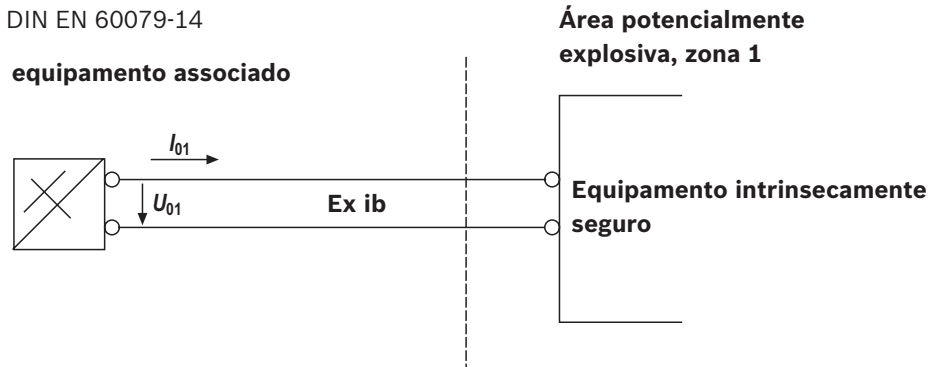 DIN EN 60079-14
equipamento associado
Área potencialmente
explosiva, zona 1
I01
U01
Ex ib
Equipamento intrinsecamente
seguro